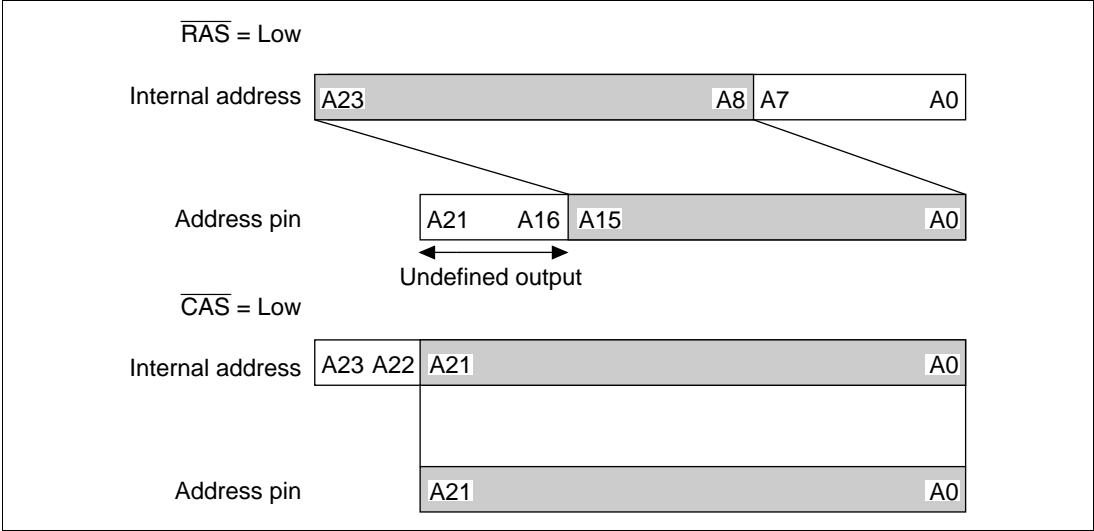 RAS = Low
Internal address A23 A8 A7 A0
Address pin A21 A16 A15 A0
Undefined output
CAS = Low
Internal address A23 A22 A21 A0
Address pin A21 A0